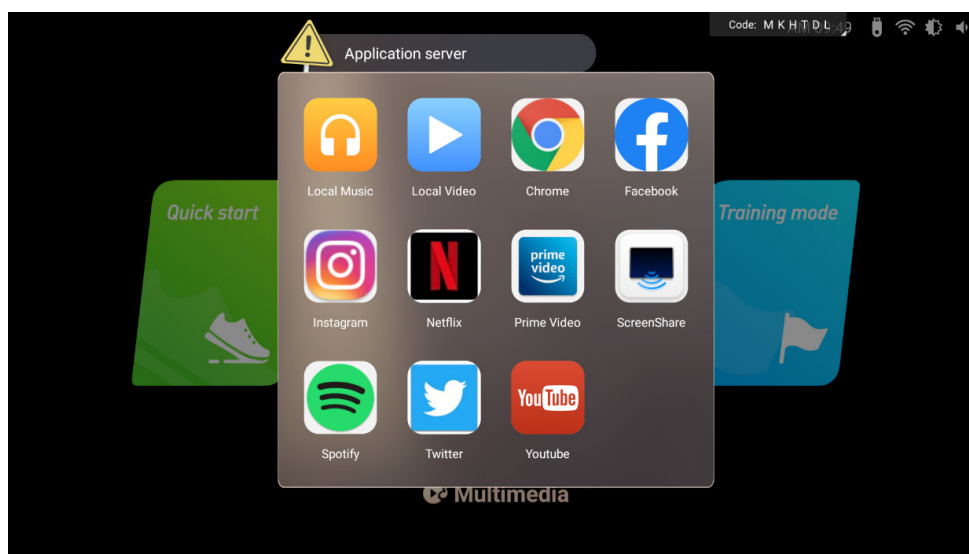 Code: M K H T D L
Application server
Local Music
Local Video
Chrome
Facebook
Quick start
Training mode
prime
video
Instagram
Netflix
Prime Video
ScreenShare
YouTube
Spotify
Twitter
Youtube
Multimedia